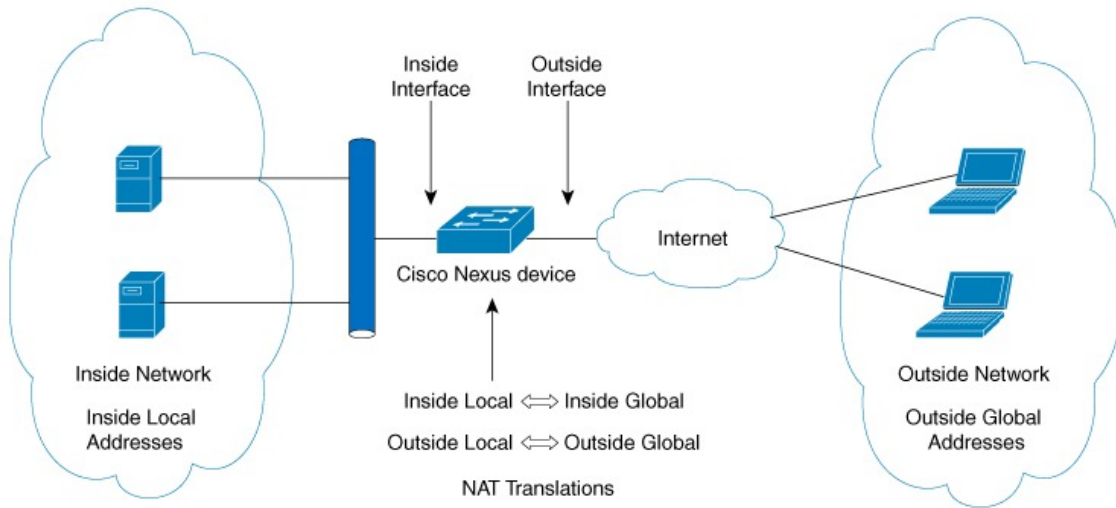 Inside
Interface
Outside
Interface
Internet
Cisco Nexus device
Inside Network
Inside Local
Addresses
Outside Network
Outside Global
Addresses
Inside Local ⇔ Inside Global
Outside Local ⇔ Outside Global
NAT Translations